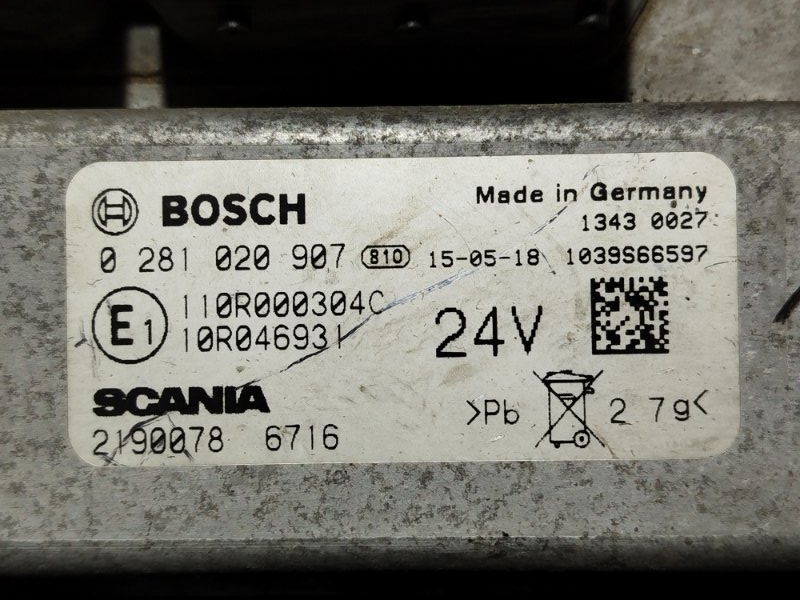 BOSCH
Made in Germany
1343 0027
0 281 020 907 810 15-05-18 1039S66597
E1
110R000304C
10R046931
24V
SCANIA
2190078 6716
>Pb 2 7g<